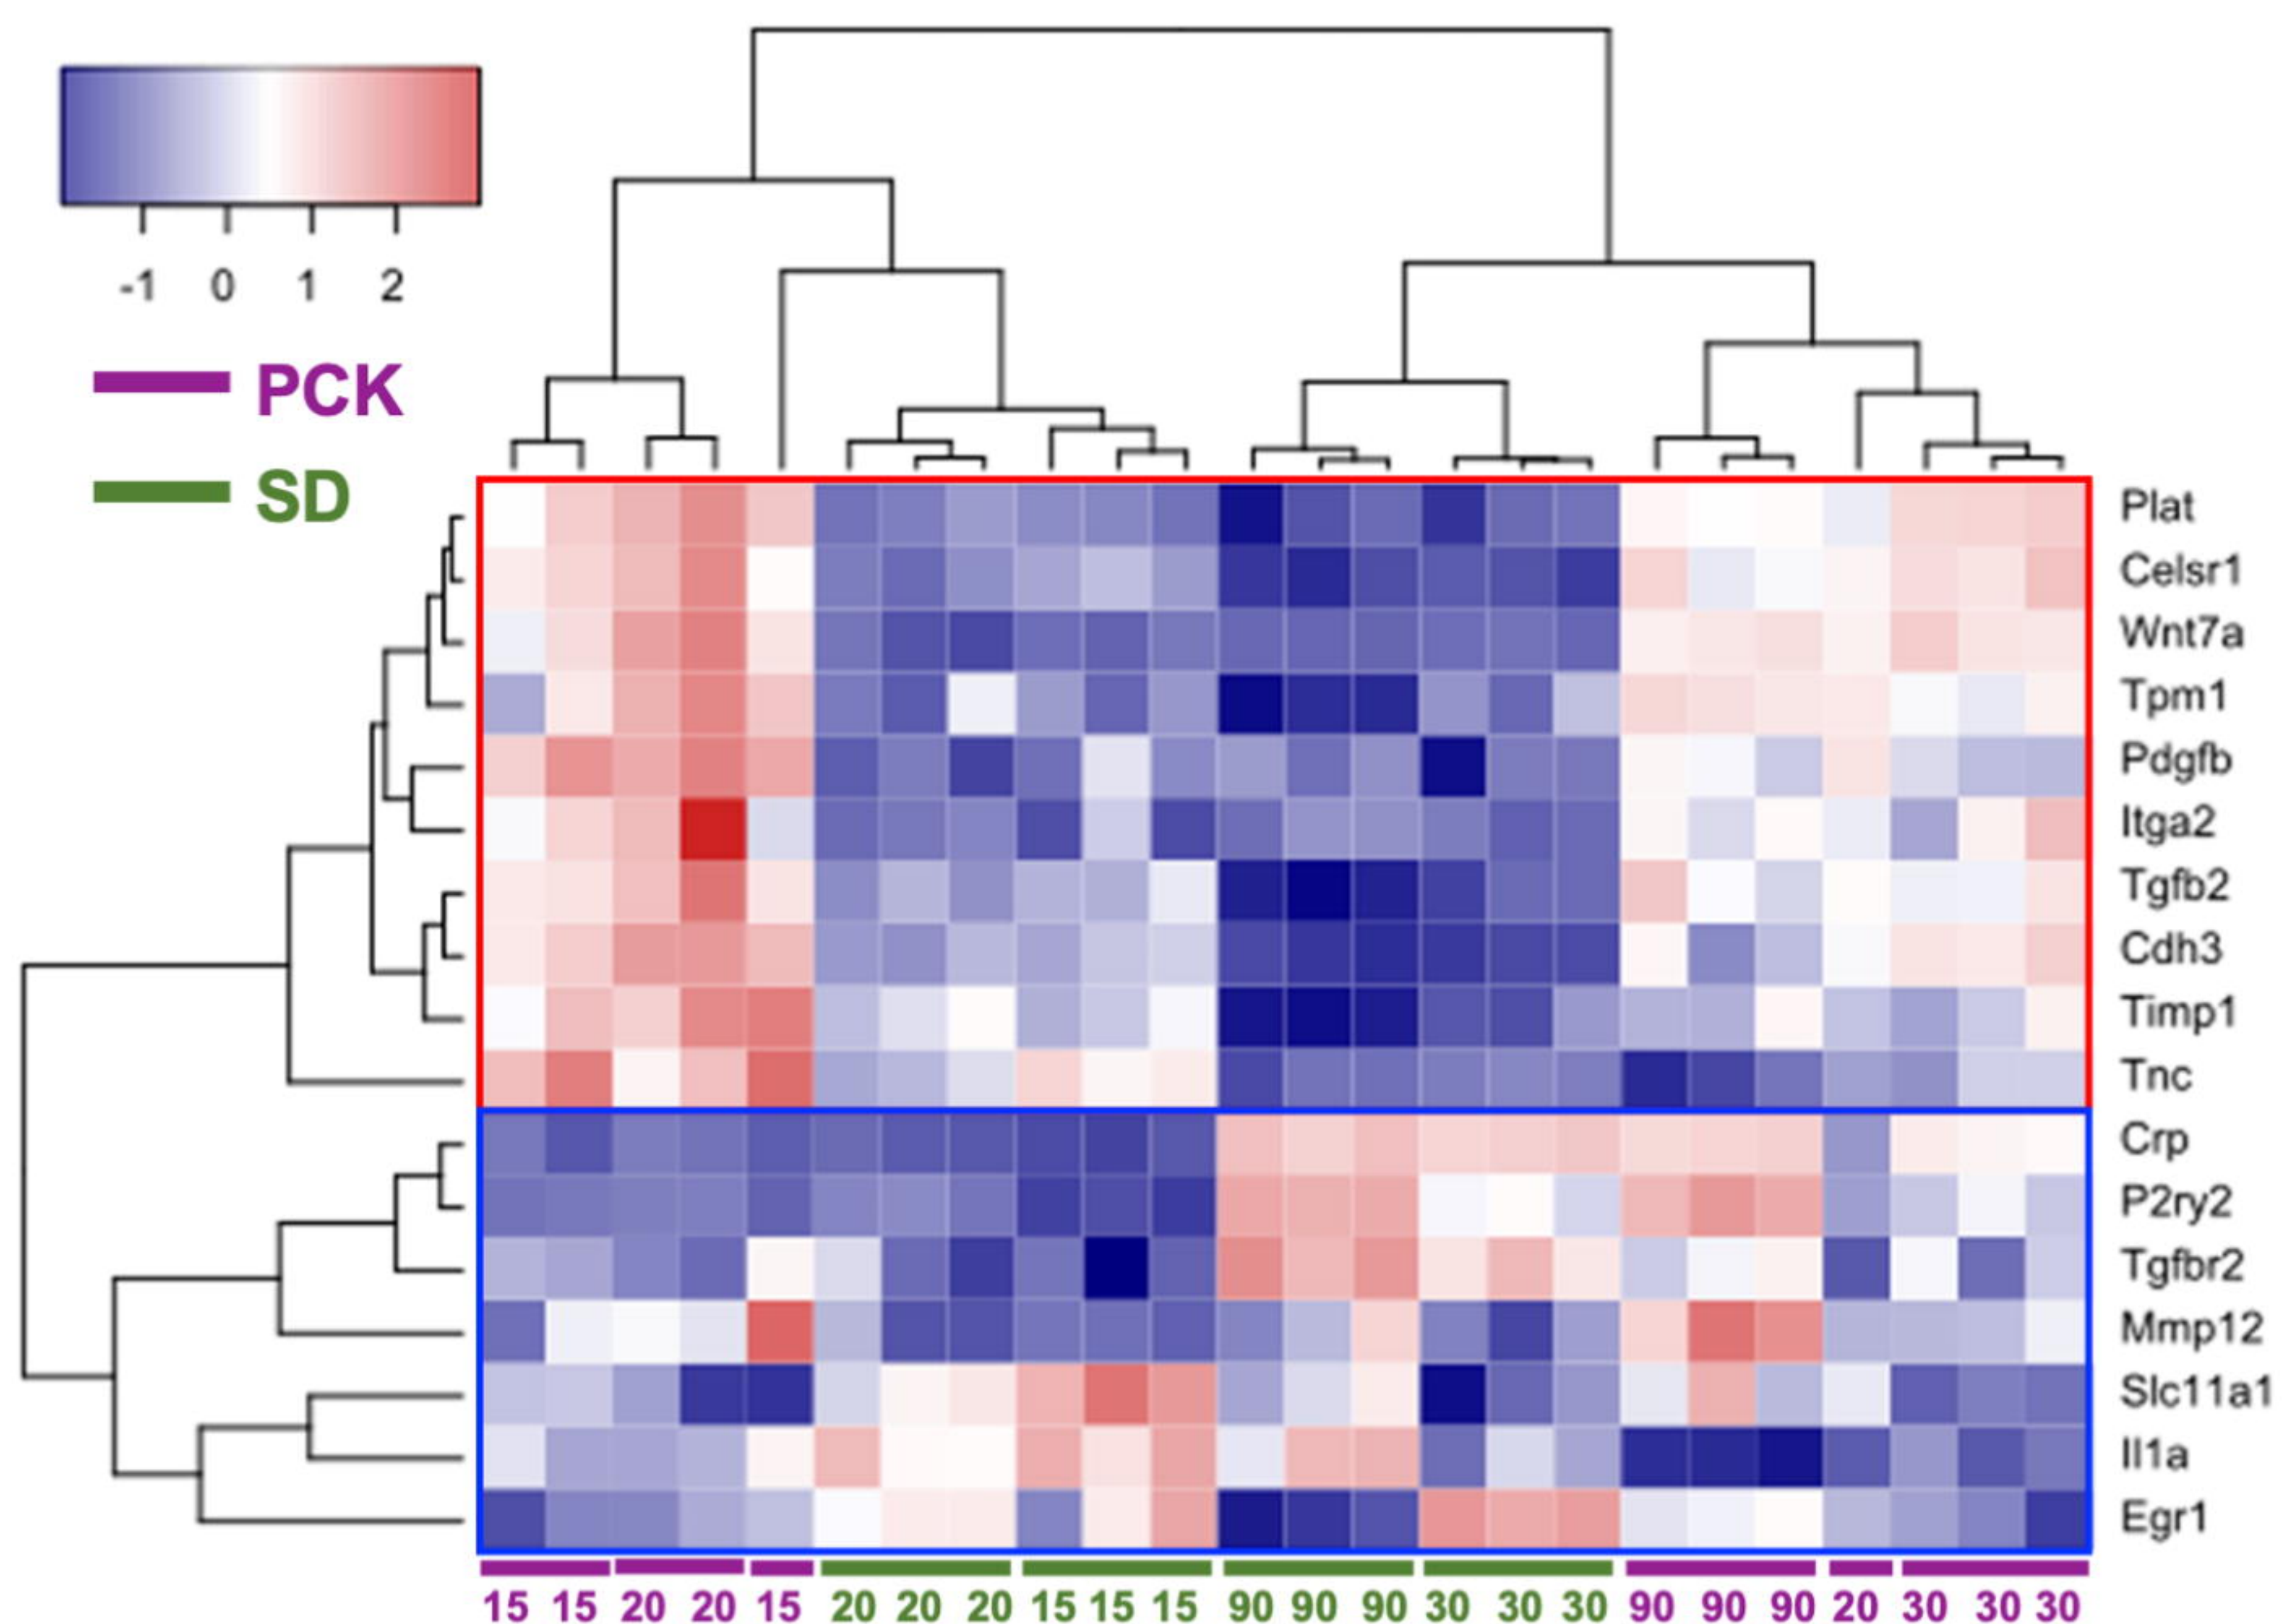 -1 0 1 2
PCK
SD
Plat
Celsr1
Wnt7a
Tpm1
Pdgfb
Itga2
Tgfb2
Cdh3
Timp1
Tnc
Crp
P2ry2
Tgfbr2
Mmp12
Slc11a1
Il1a
Egr1
15 15 20 20 15 20 20 20 15 15 15 90 90 90 30 30 30 90 90 90 20 30 30 30